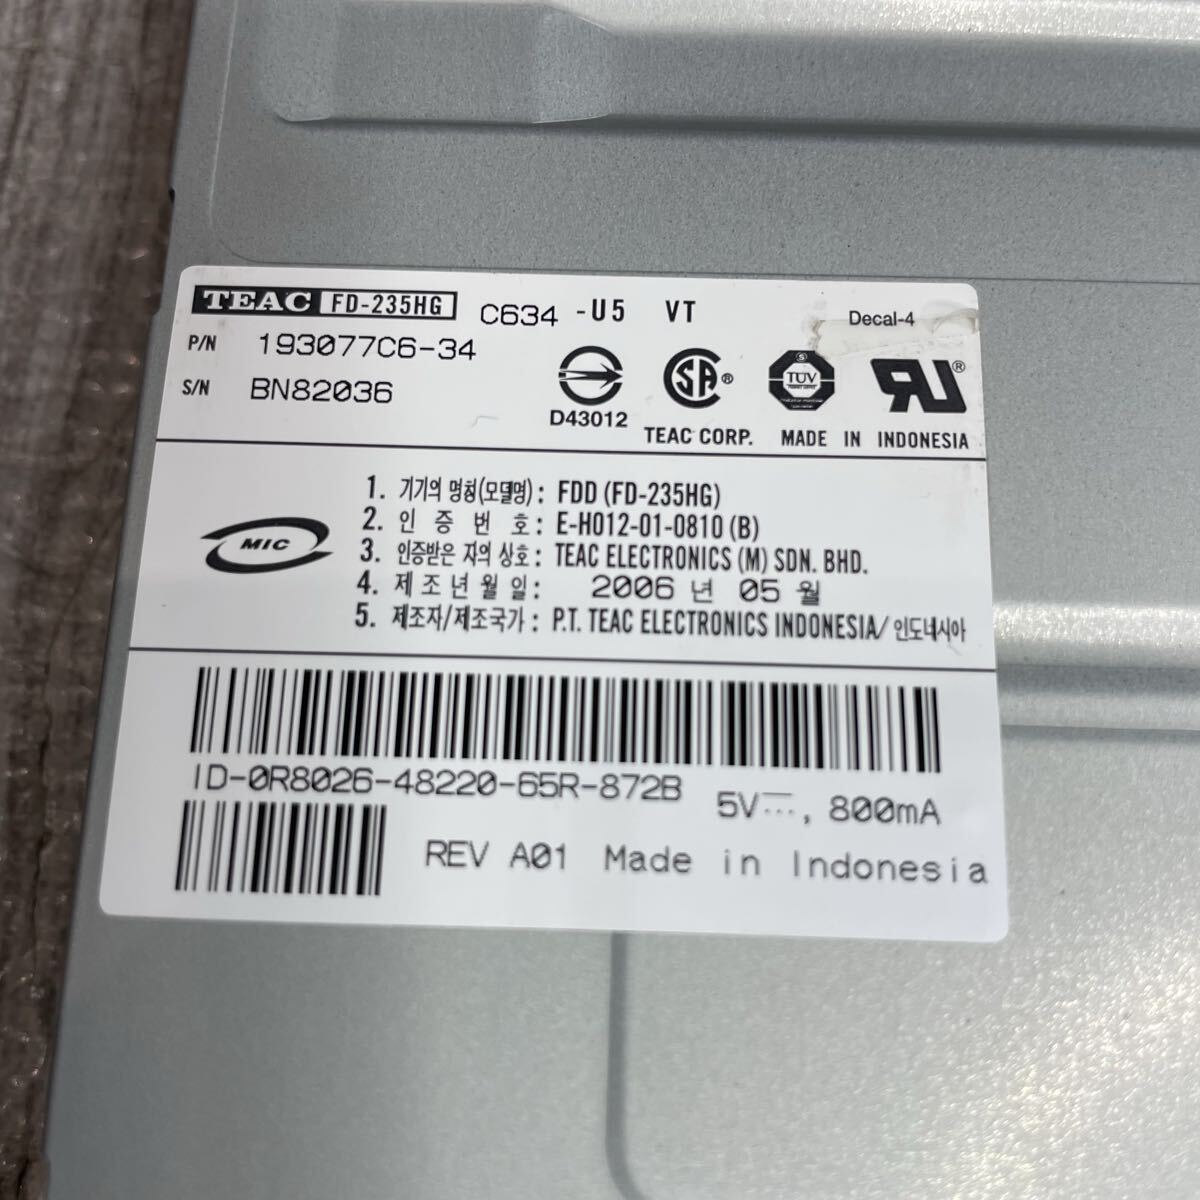 TEAC FD-235HG C634 -U5 VT Decal-4
P/N 193077C6-34
S/N BN82036
D43012
SA®
TÜV
RU®
TEAC CORP. MADE IN INDONESIA
MIC
1. 기기의 명칭(모델명) : FDD (FD-235HG)
2. 인 증 번 호 : E-H012-01-0810 (B)
3. 인증받은 자의 상호 : TEAC ELECTRONICS (M) SDN. BHD.
4. 제 조 년 월 일 : 2006 년 05 월
5. 제조자/제조국가 : P.T. TEAC ELECTRONICS INDONESIA/ 인도네시아
ID-0R8026-48220-65R-872B
5V⎓, 800mA
REV A01 Made in Indonesia